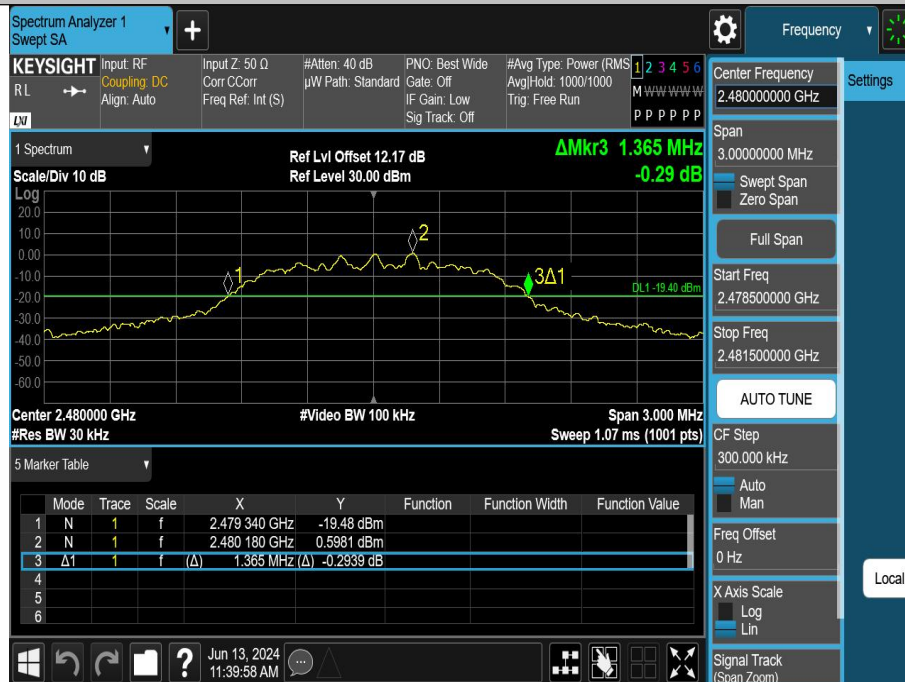 Spectrum Analyzer 1
Swept SA
+
Frequency
KEYSIGHT
RL
LXI
Input: RF
Coupling: DC
Align: Auto
Input Z: 50 Ω
Corr CCorr
Freq Ref: Int (S)
#Atten: 40 dB
µW Path: Standard
PNO: Best Wide
Gate: Off
IF Gain: Low
Sig Track: Off
#Avg Type: Power (RMS
Avg|Hold: 1000/1000
Trig: Free Run
1 2 3 4 5 6
M W W W W W
P P P P P P
1 Spectrum
Scale/Div 10 dB
Ref Lvl Offset 12.17 dB
Ref Level 30.00 dBm
ΔMkr3 1.365 MHz
-0.29 dB
Log
20.0
10.0
0.00
-10.0
-20.0
-30.0
-40.0
-50.0
-60.0
1
2
3Δ1
DL1 -19.40 dBm
Center 2.480000 GHz
#Res BW 30 kHz
#Video BW 100 kHz
Span 3.000 MHz
Sweep 1.07 ms (1001 pts)
5 Marker Table
Mode Trace Scale X Y Function Function Width Function Value
1 N 1 f 2.479 340 GHz -19.48 dBm
2 N 1 f 2.480 180 GHz 0.5981 dBm
3 Δ1 1 f (Δ) 1.365 MHz (Δ) -0.2939 dB
4
5
6
?
Jun 13, 2024
11:39:58 AM
Center Frequency
2.480000000 GHz
Span
3.00000000 MHz
Swept Span
Zero Span
Full Span
Start Freq
2.478500000 GHz
Stop Freq
2.481500000 GHz
AUTO TUNE
CF Step
300.000 kHz
Auto
Man
Freq Offset
0 Hz
X Axis Scale
Log
Lin
Signal Track
(Span Zoom)
Settings
Local